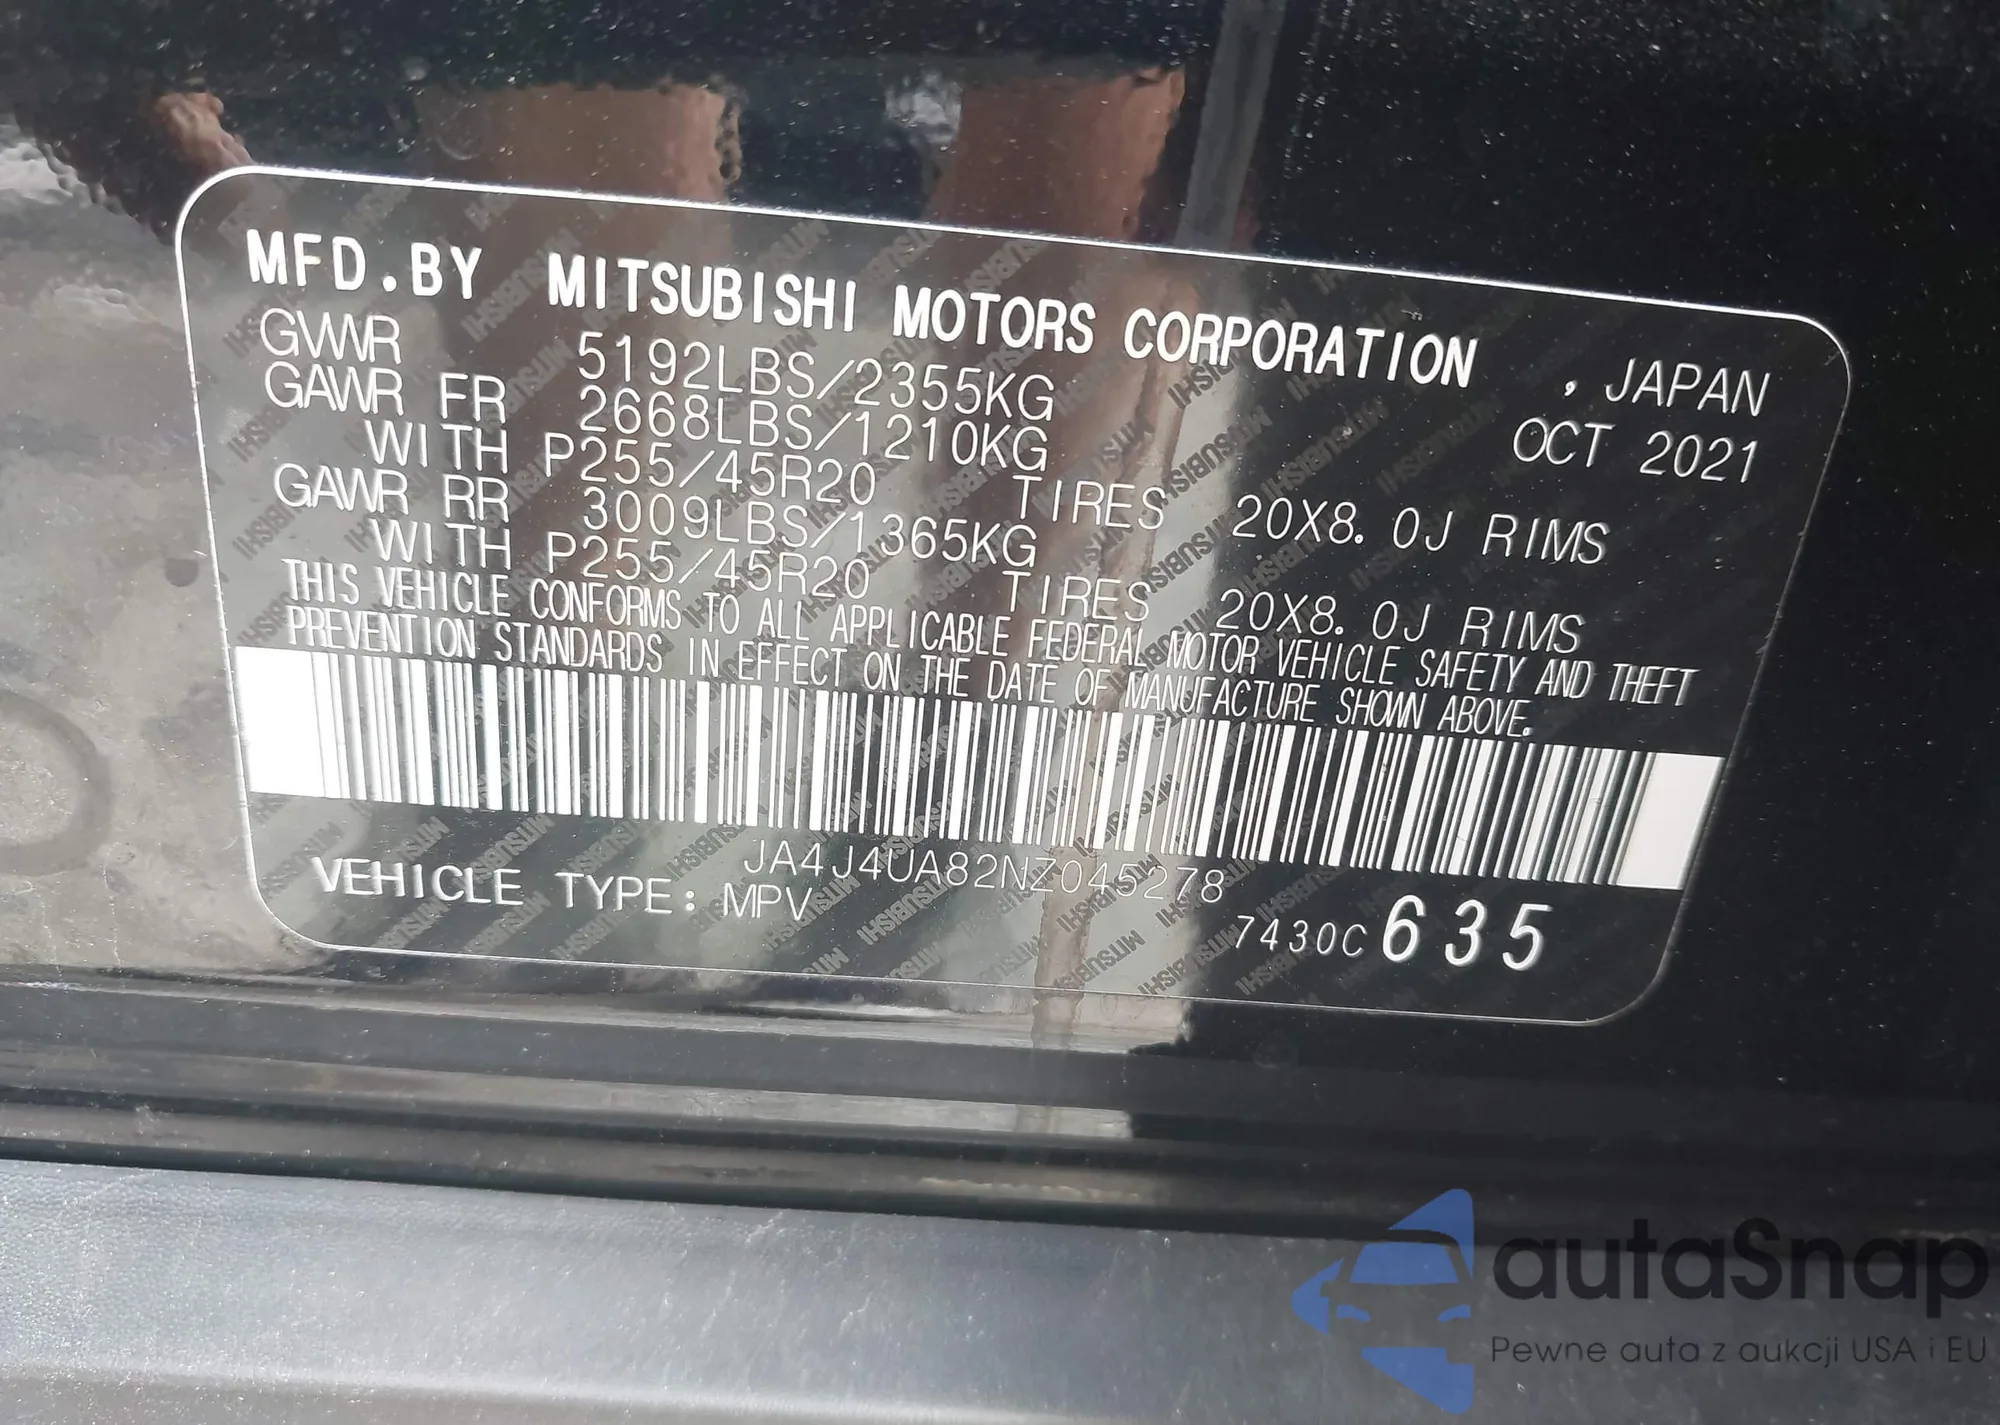 MFD.BY MITSUBISHI MOTORS CORPORATION , JAPAN
GVWR 5192LBS/2355KG OCT 2021
GAWR FR 2668LBS/1210KG
WITH P255/45R20 TIRES 20X8.0J RIMS
GAWR RR 3009LBS/1365KG
WITH P255/45R20 TIRES 20X8.0J RIMS
THIS VEHICLE CONFORMS TO ALL APPLICABLE FEDERAL MOTOR VEHICLE SAFETY AND THEFT
PREVENTION STANDARDS IN EFFECT ON THE DATE OF MANUFACTURE SHOWN ABOVE.
JA4J4UA82NZ045278
VEHICLE TYPE: MPV 7430C 635
autaSnap
Pewne auta z aukcji USA i EU